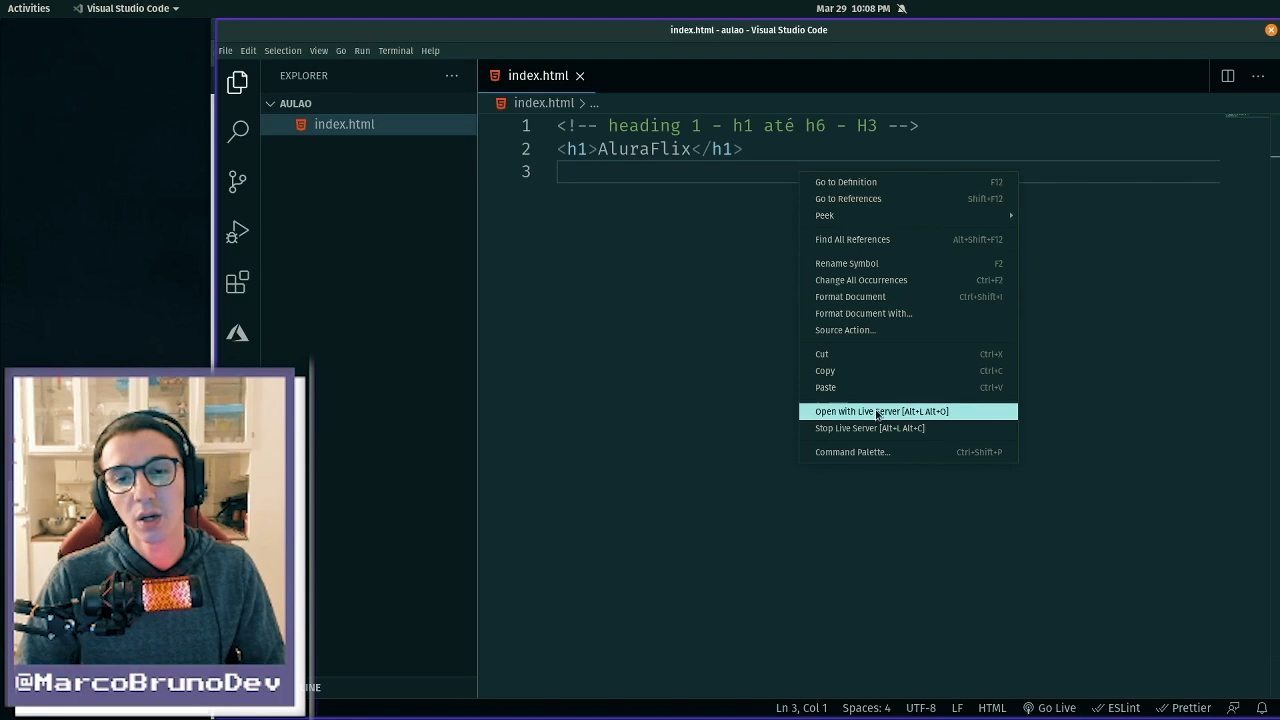 Activities
Visual Studio Code
Mar 29 10:08 PM
index.html - aulao - Visual Studio Code
File Edit Selection View Go Run Terminal Help
EXPLORER
index.html
AULAO
index.html
index.html > ...
1 <!-- heading 1 - h1 até h6 - H3 -->
2 <h1>AluraFlix</h1>
3
Go to Definition F12
Go to References Shift+F12
Peek
Find All References Alt+Shift+F12
Rename Symbol F2
Change All Occurrences Ctrl+F2
Format Document Ctrl+Shift+I
Format Document With...
Source Action...
Cut Ctrl+X
Copy Ctrl+C
Paste Ctrl+V
Open with Live Server [Alt+L Alt+O]
Stop Live Server [Alt+L Alt+C]
Command Palette... Ctrl+Shift+P
@MarcoBrunoDev
INE
Ln 3, Col 1 Spaces: 4 UTF-8 LF HTML Go Live ESLint Prettier